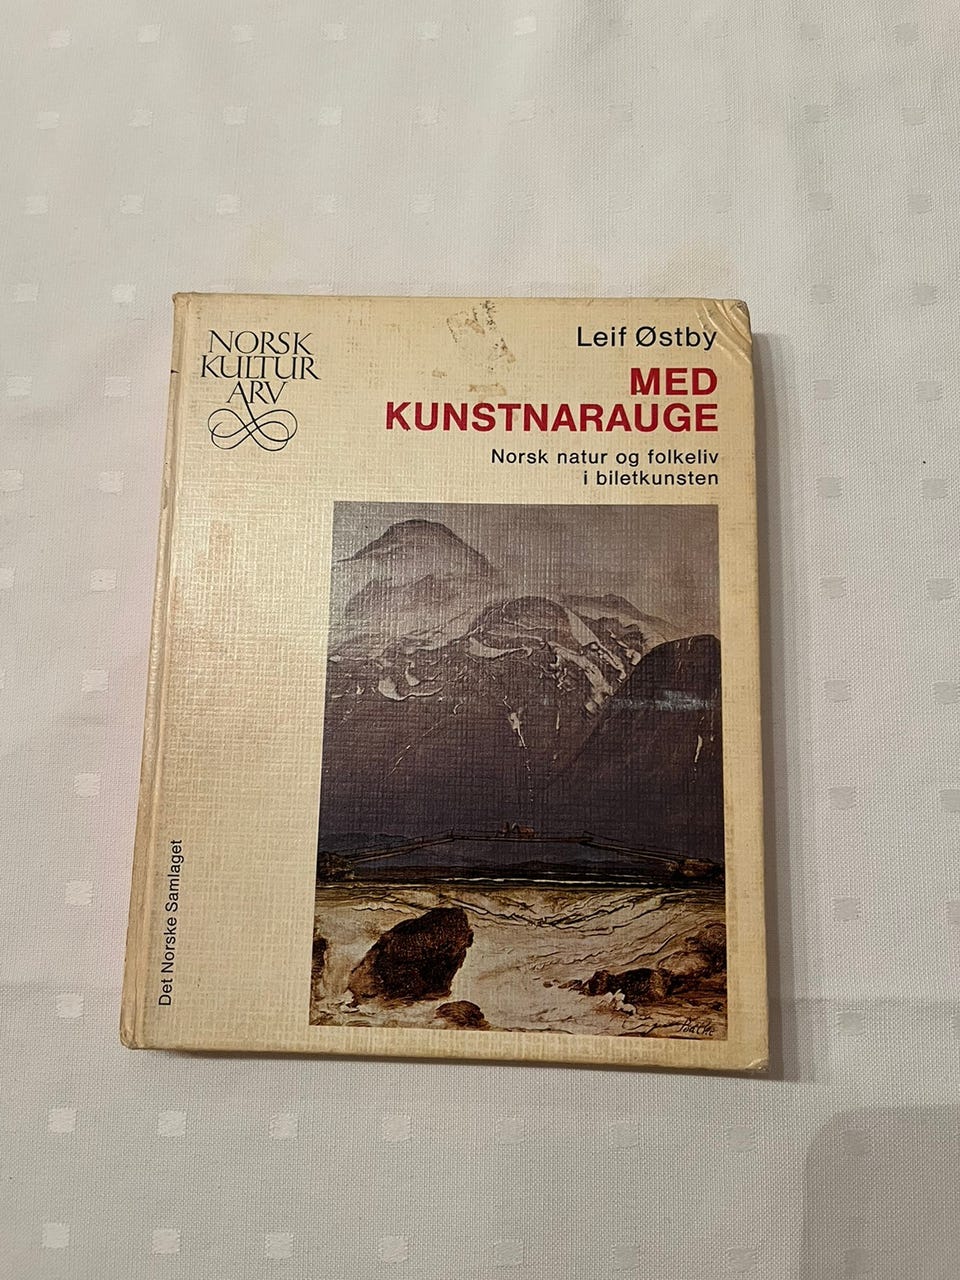 NORSK
KULTUR
ARV
Leif Østby
MED
KUNSTNARAUGE
Norsk natur og folkeliv
i biletkunsten
Det Norske Samlaget